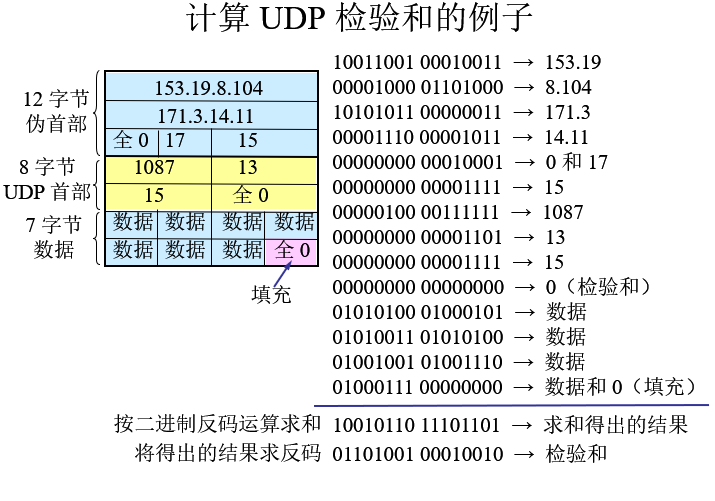 计算 UDP 检验和的例子
12 字节
伪首部
153.19.8.104
171.3.14.11
全 0 17 15
8 字节
UDP 首部
1087 13
15 全 0
7 字节
数据
数据 数据 数据 数据
数据 数据 数据 全 0
填充
10011001 00010011 → 153.19
00001000 01101000 → 8.104
10101011 00000011 → 171.3
00001110 00001011 → 14.11
00000000 00010001 → 0 和 17
00000000 00001111 → 15
00000100 00111111 → 1087
00000000 00001101 → 13
00000000 00001111 → 15
00000000 00000000 → 0（检验和）
01010100 01000101 → 数据
01010011 01010100 → 数据
01001001 01001110 → 数据
01000111 00000000 → 数据和 0（填充）
按二进制反码运算求和 10010110 11101101 → 求和得出的结果
将得出的结果求反码 01101001 00010010 → 检验和